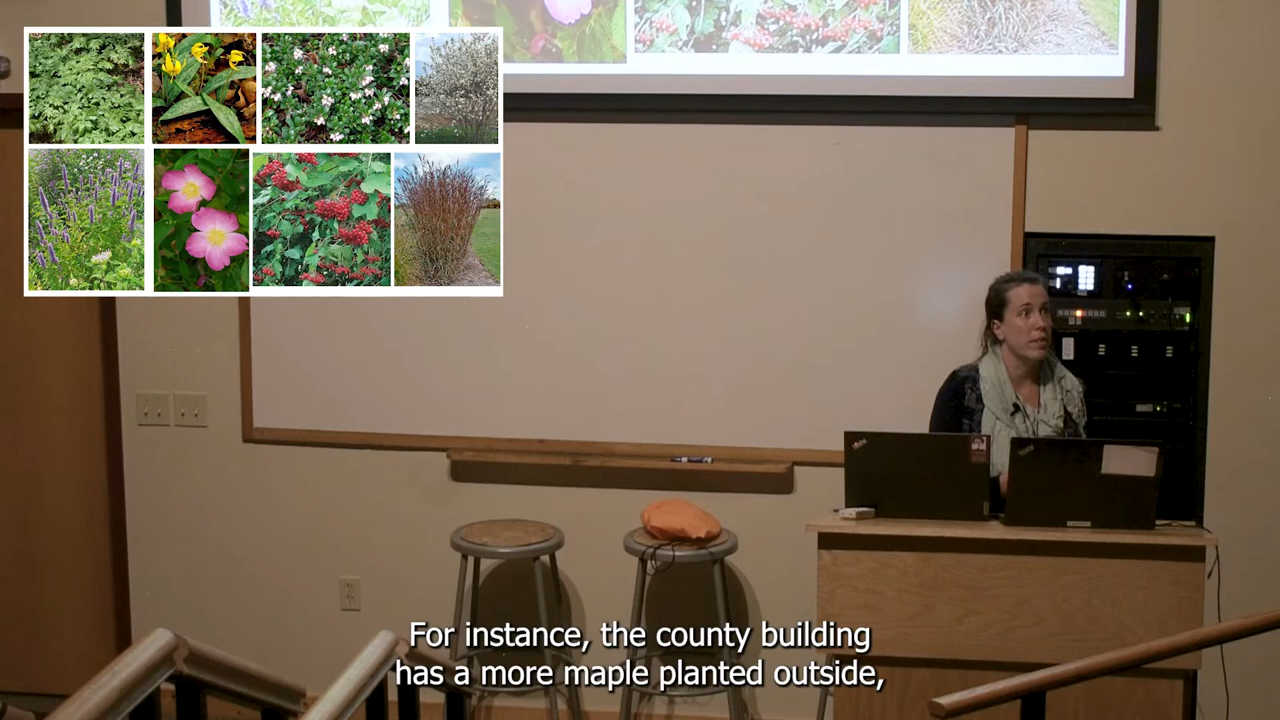 For instance, the county building
has a more maple planted outside,